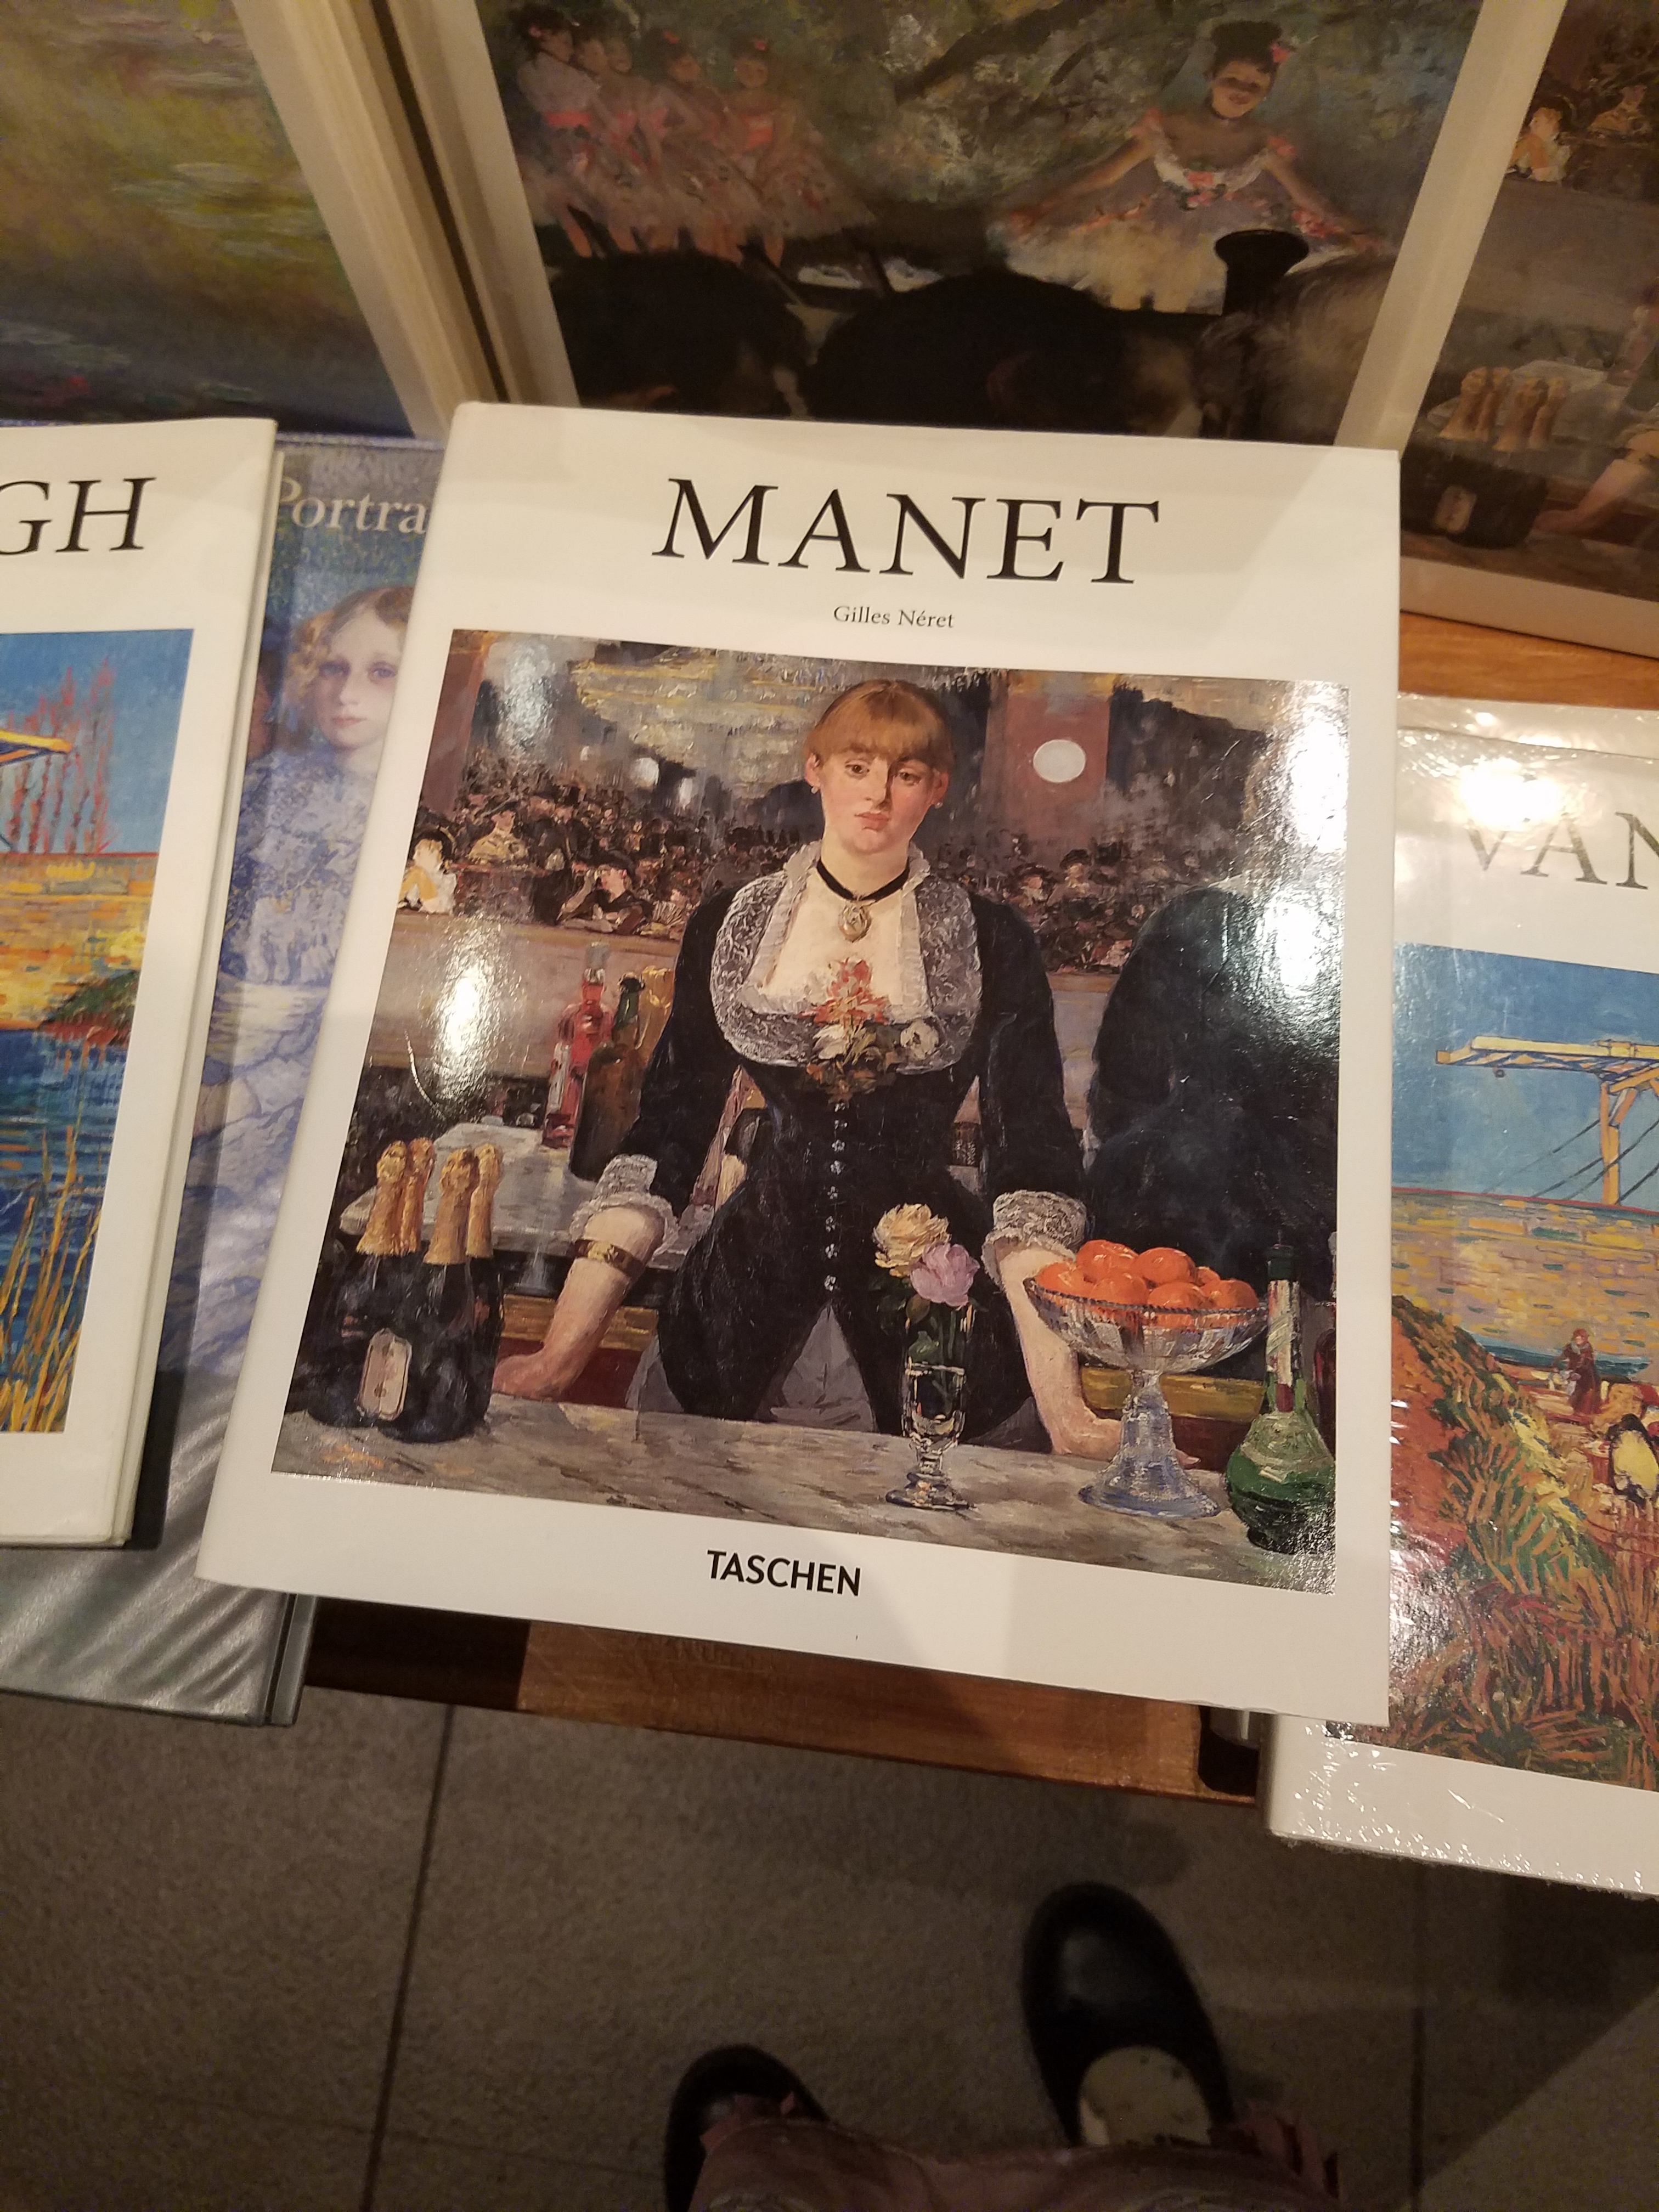 GH
Portra
MANET
Gilles Néret
TASCHEN
VAN